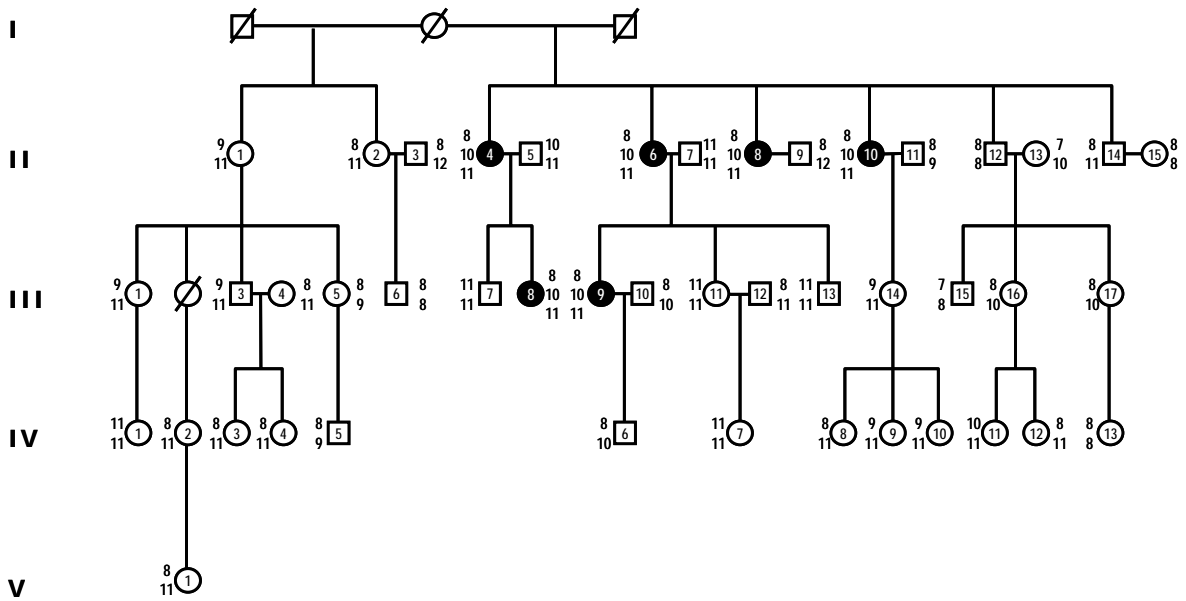 I
8 8 8 8
9 8 8 10 10 10 11 10 8 10 8 8 7 8 8
II 1 2 3 4 5 6 7 8 9 10 11 12 13 14 15
11 11 12 11 11 11 11 11 12 11 9 8 10 11 8
8 8
9 9 8 8 8 11 10 10 8 11 8 11 9 7 8 8
III 1 3 4 5 6 7 8 9 10 11 12 13 14 15 16 17
11 11 11 9 8 11 11 11 10 11 11 11 11 8 10 10
11 8 8 8 8 8 11 8 9 9 10 8 8
IV 1 2 3 4 5 6 7 8 9 10 11 12 13
11 11 11 11 9 10 11 11 11 11 11 11 8
8
1
11
V